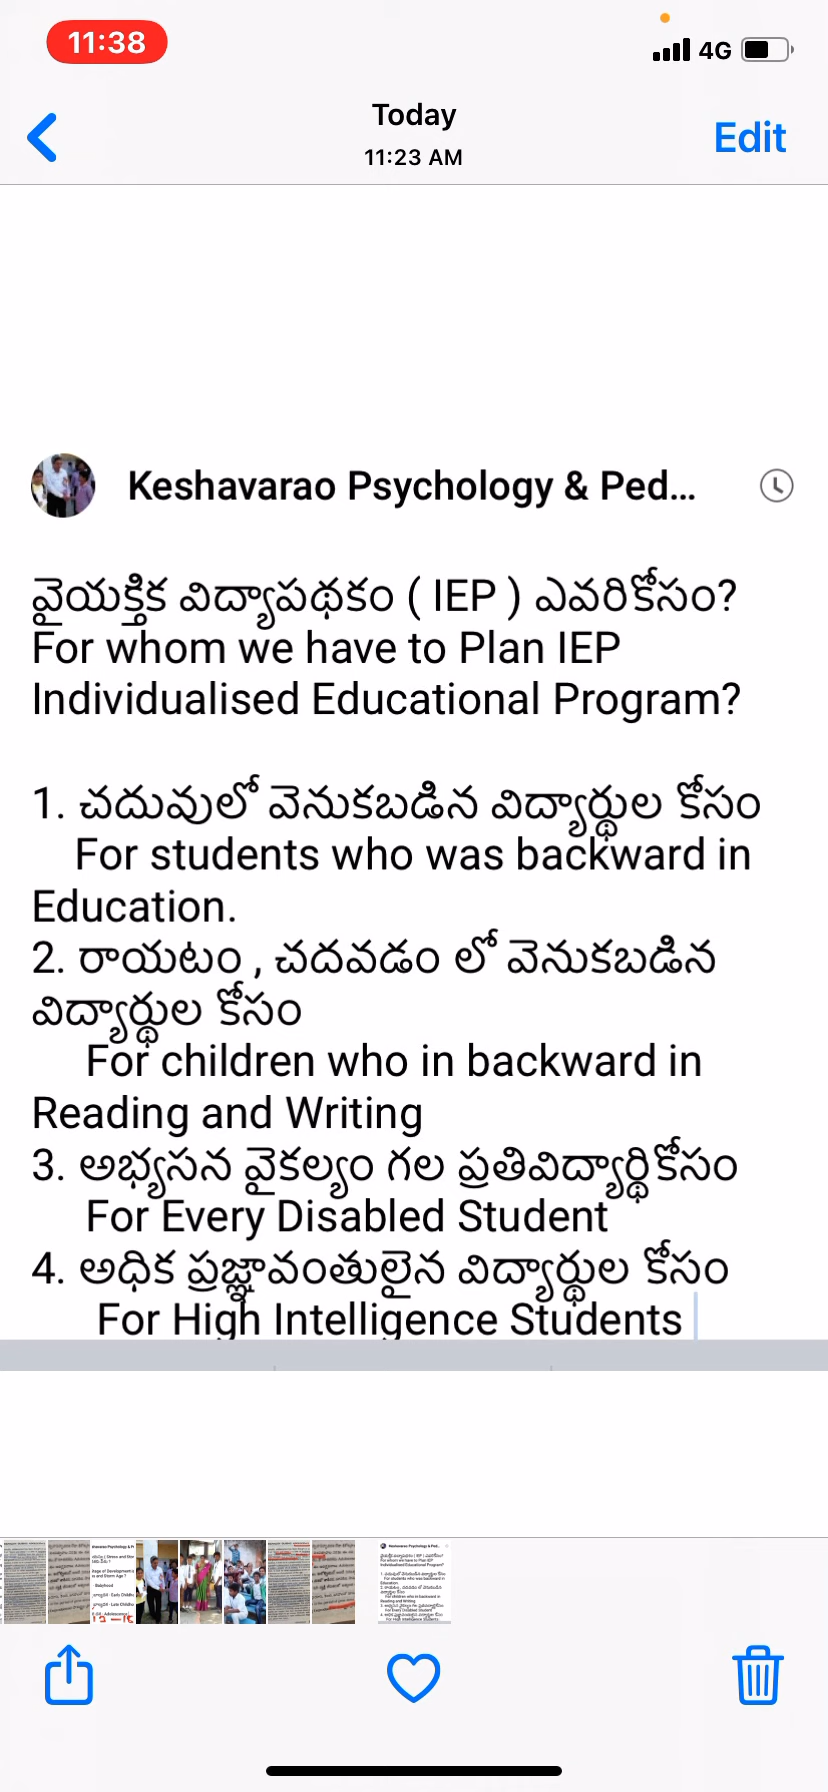 11:38
4G
Today
11:23 AM
Edit
Keshavarao Psychology & Ped...
వైయక్తిక విద్యాపథకం ( IEP ) ఎవరికోసం?
For whom we have to Plan IEP
Individualised Educational Program?
1. చదువులో వెనుకబడిన విద్యార్థుల కోసం
For students who was backward in
Education.
2. రాయటం , చదవడం లో వెనుకబడిన
విద్యార్థుల కోసం
For children who in backward in
Reading and Writing
3. అభ్యసన వైకల్యం గల ప్రతివిద్యార్థికోసం
For Every Disabled Student
4. అధిక ప్రజ్ఞావంతులైన విద్యార్థుల కోసం
For High Intelligence Students